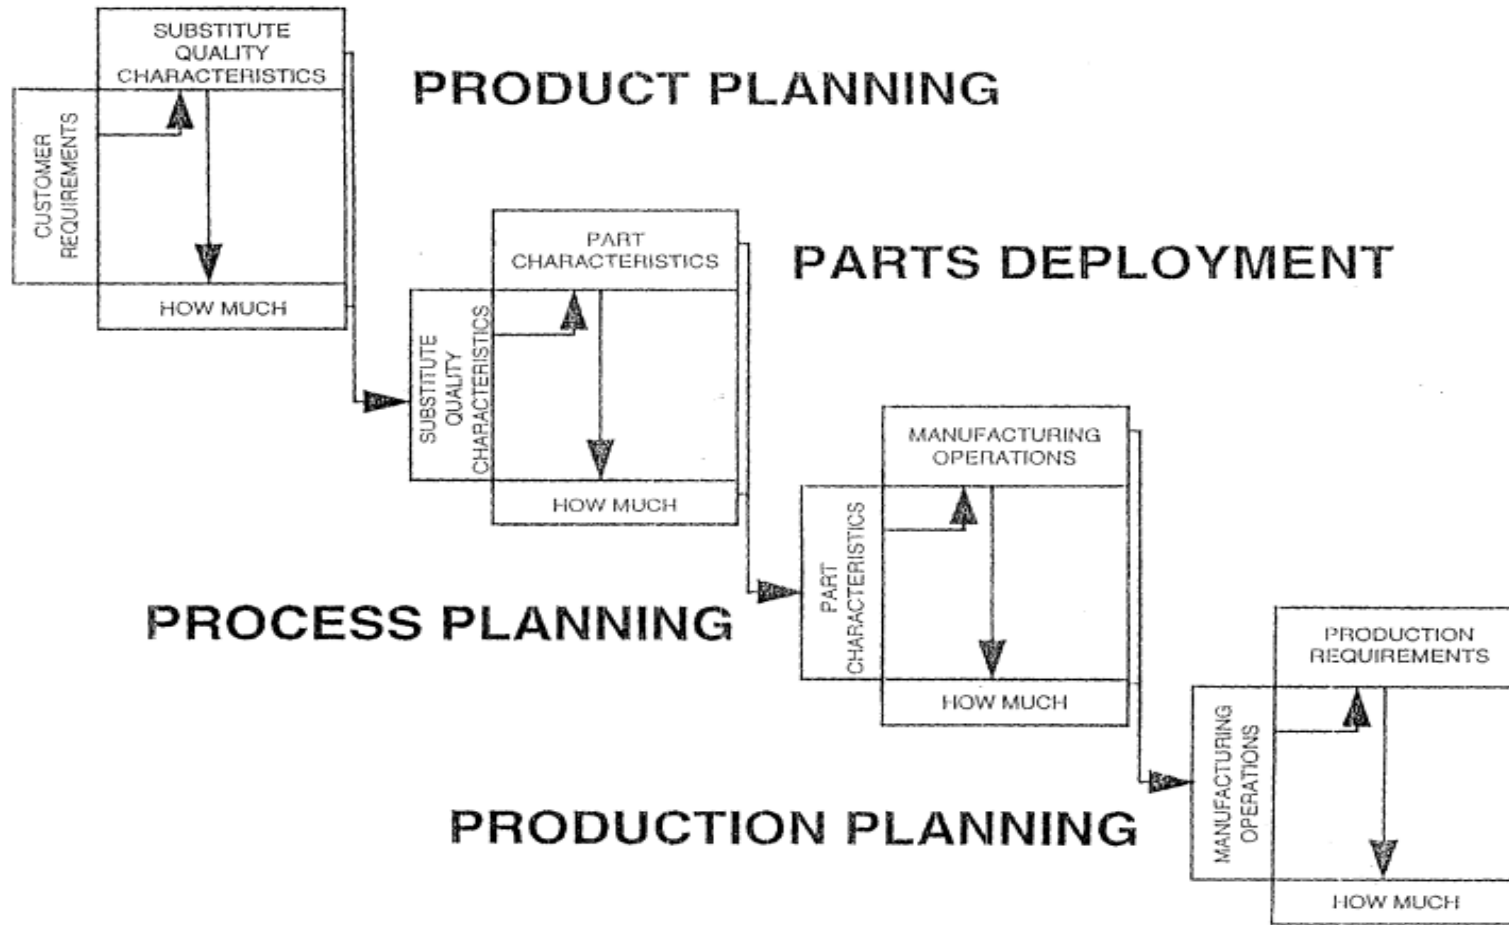 SUBSTITUTE
QUALITY
CHARACTERISTICS
PRODUCT PLANNING
CUSTOMER
REQUIREMENTS
HOW MUCH
PART
CHARACTERISTICS
PARTS DEPLOYMENT
SUBSTITUTE
QUALITY
CHARACTERISTICS
HOW MUCH
MANUFACTURING
OPERATIONS
PROCESS PLANNING
PART
CHARACTERISTICS
HOW MUCH
PRODUCTION
REQUIREMENTS
PRODUCTION PLANNING
MANUFACTURING
OPERATIONS
HOW MUCH